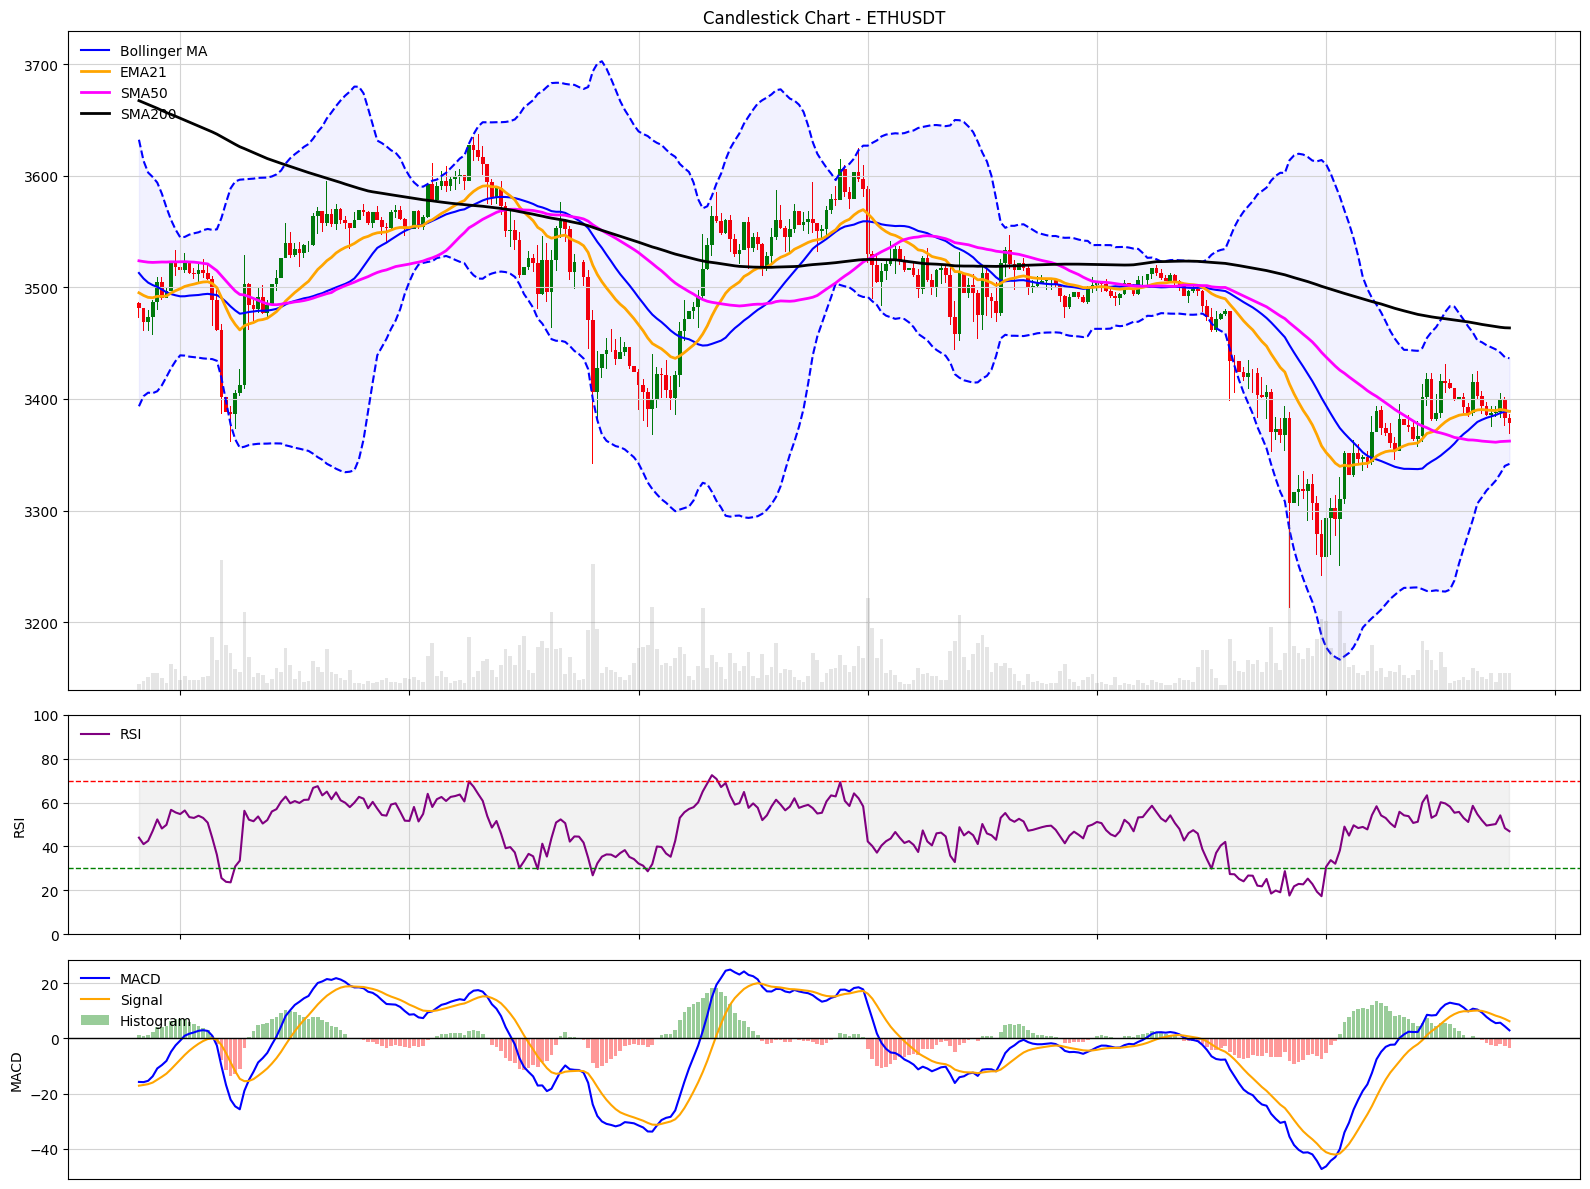 Candlestick Chart - ETHUSDT
Bollinger MA
EMA21
SMA50
SMA200
3700
3600
3500
3400
3300
3200
RSI
100
80
60
40
20
0
RSI
MACD
Signal
Histogram
20
0
−20
−40
MACD